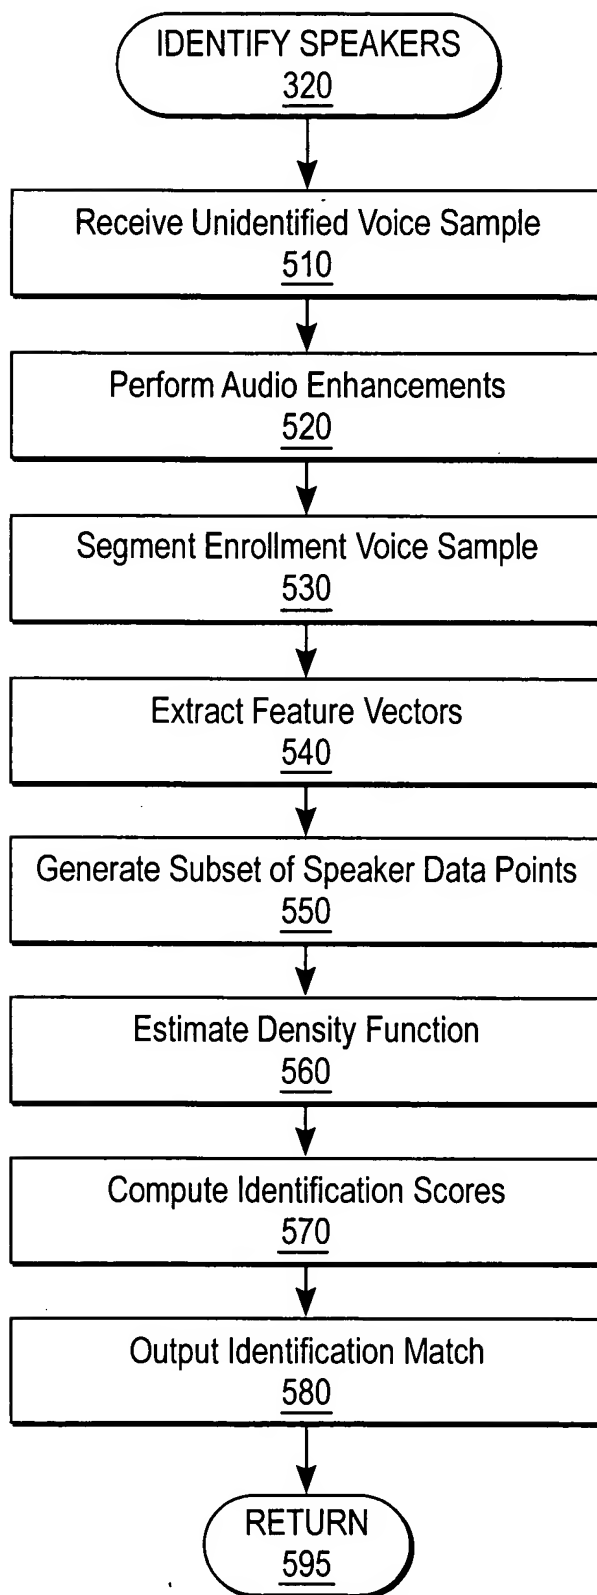 IDENTIFY SPEAKERS
320
Receive Unidentified Voice Sample
510
Perform Audio Enhancements
520
Segment Enrollment Voice Sample
530
Extract Feature Vectors
540
Generate Subset of Speaker Data Points
550
Estimate Density Function
560
Compute Identification Scores
570
Output Identification Match
580
RETURN
595